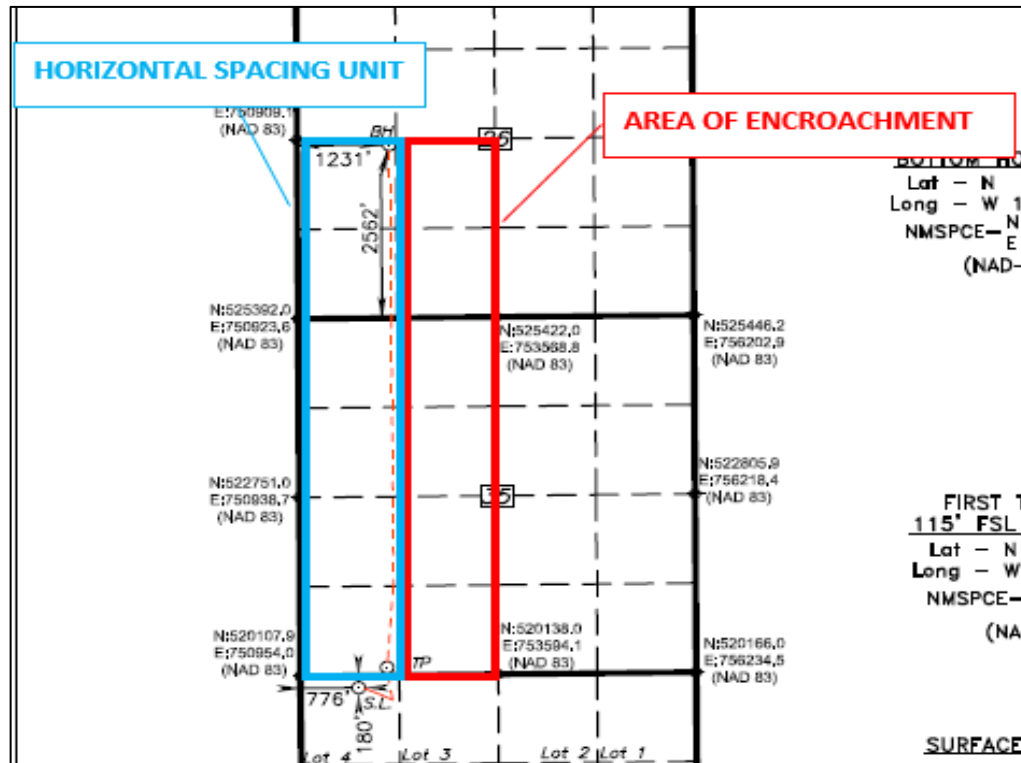 HORIZONTAL SPACING UNIT
AREA OF ENCROACHMENT
E:750909.1
(NAD 83)
BH
26
1231'
2562'
Lat – N
Long – W 1
NMSPCE– N
E
(NAD-
N:525392.0
E:750923.6
(NAD 83)
N:525422.0
E:753568.8
(NAD 83)
N:525446.2
E:756202.9
(NAD 83)
N:522751.0
E:750938.7
(NAD 83)
35
N:522805.9
E:756218.4
(NAD 83)
FIRST T
115' FSL
Lat – N
Long – W
NMSPCE–
(NA
N:520107.9
E:750954.0
(NAD 83)
TP
N:520138.0
E:753594.1
(NAD 83)
N:520166.0
E:756234.5
(NAD 83)
776'
S.L.
180'
Lot 4
Lot 3
Lot 2
Lot 1
SURFACE